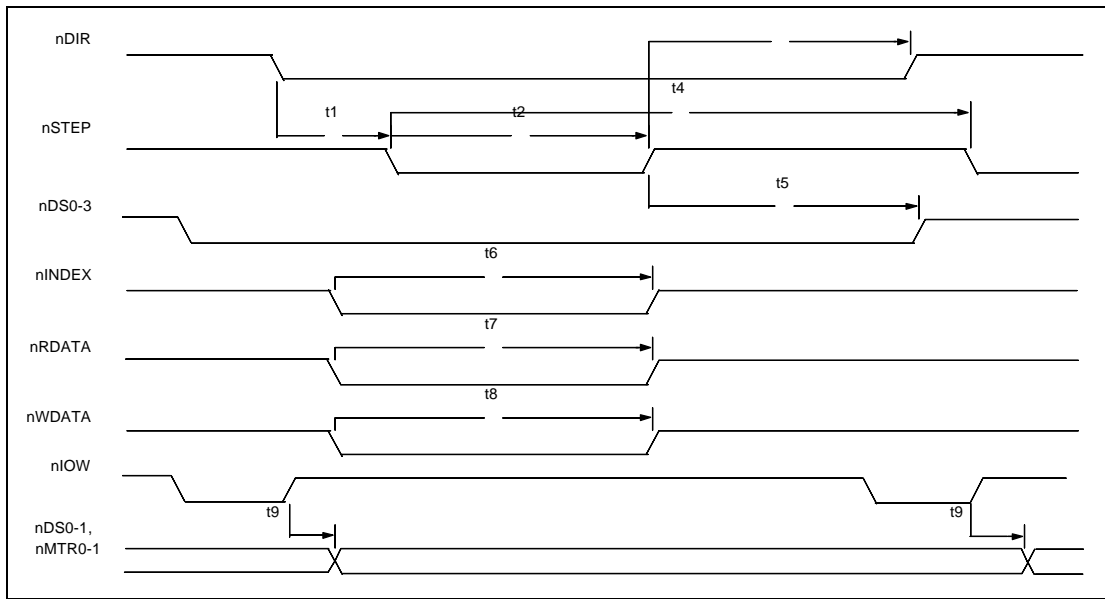 nDIR
t4
t1
t2
nSTEP
t5
nDS0-3
t6
nINDEX
t7
nRDATA
t8
nWDATA
nIOW
t9
t9
nDS0-1,
nMTR0-1